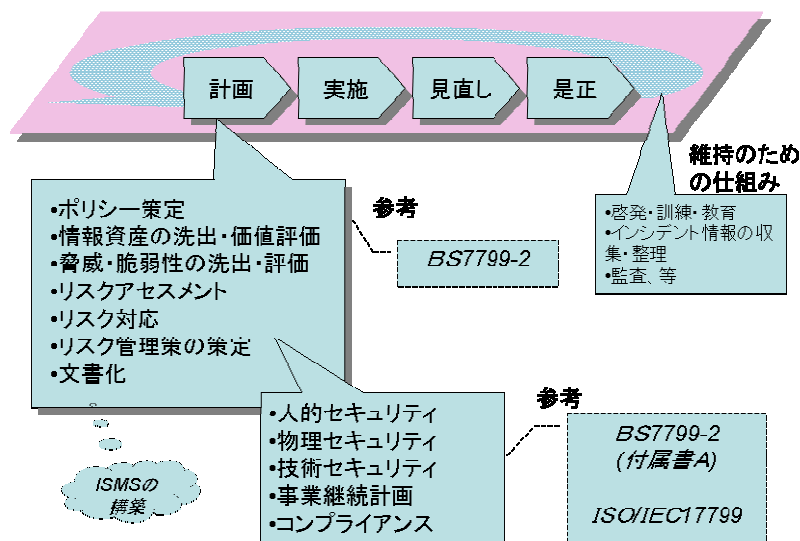 計画
実施
見直し
是正
維持のため
の仕組み
•啓発・訓練・教育
•インシデント情報の収
集・整理
•監査、等
•ポリシー策定
•情報資産の洗出・価値評価
•脅威・脆弱性の洗出・評価
•リスクアセスメント
•リスク対応
•リスク管理策の策定
•文書化
参考
BS7799-2
ISMSの
構築
•人的セキュリティ
•物理セキュリティ
•技術セキュリティ
•事業継続計画
•コンプライアンス
参考
BS7799-2
(付属書A)
ISO/IEC17799